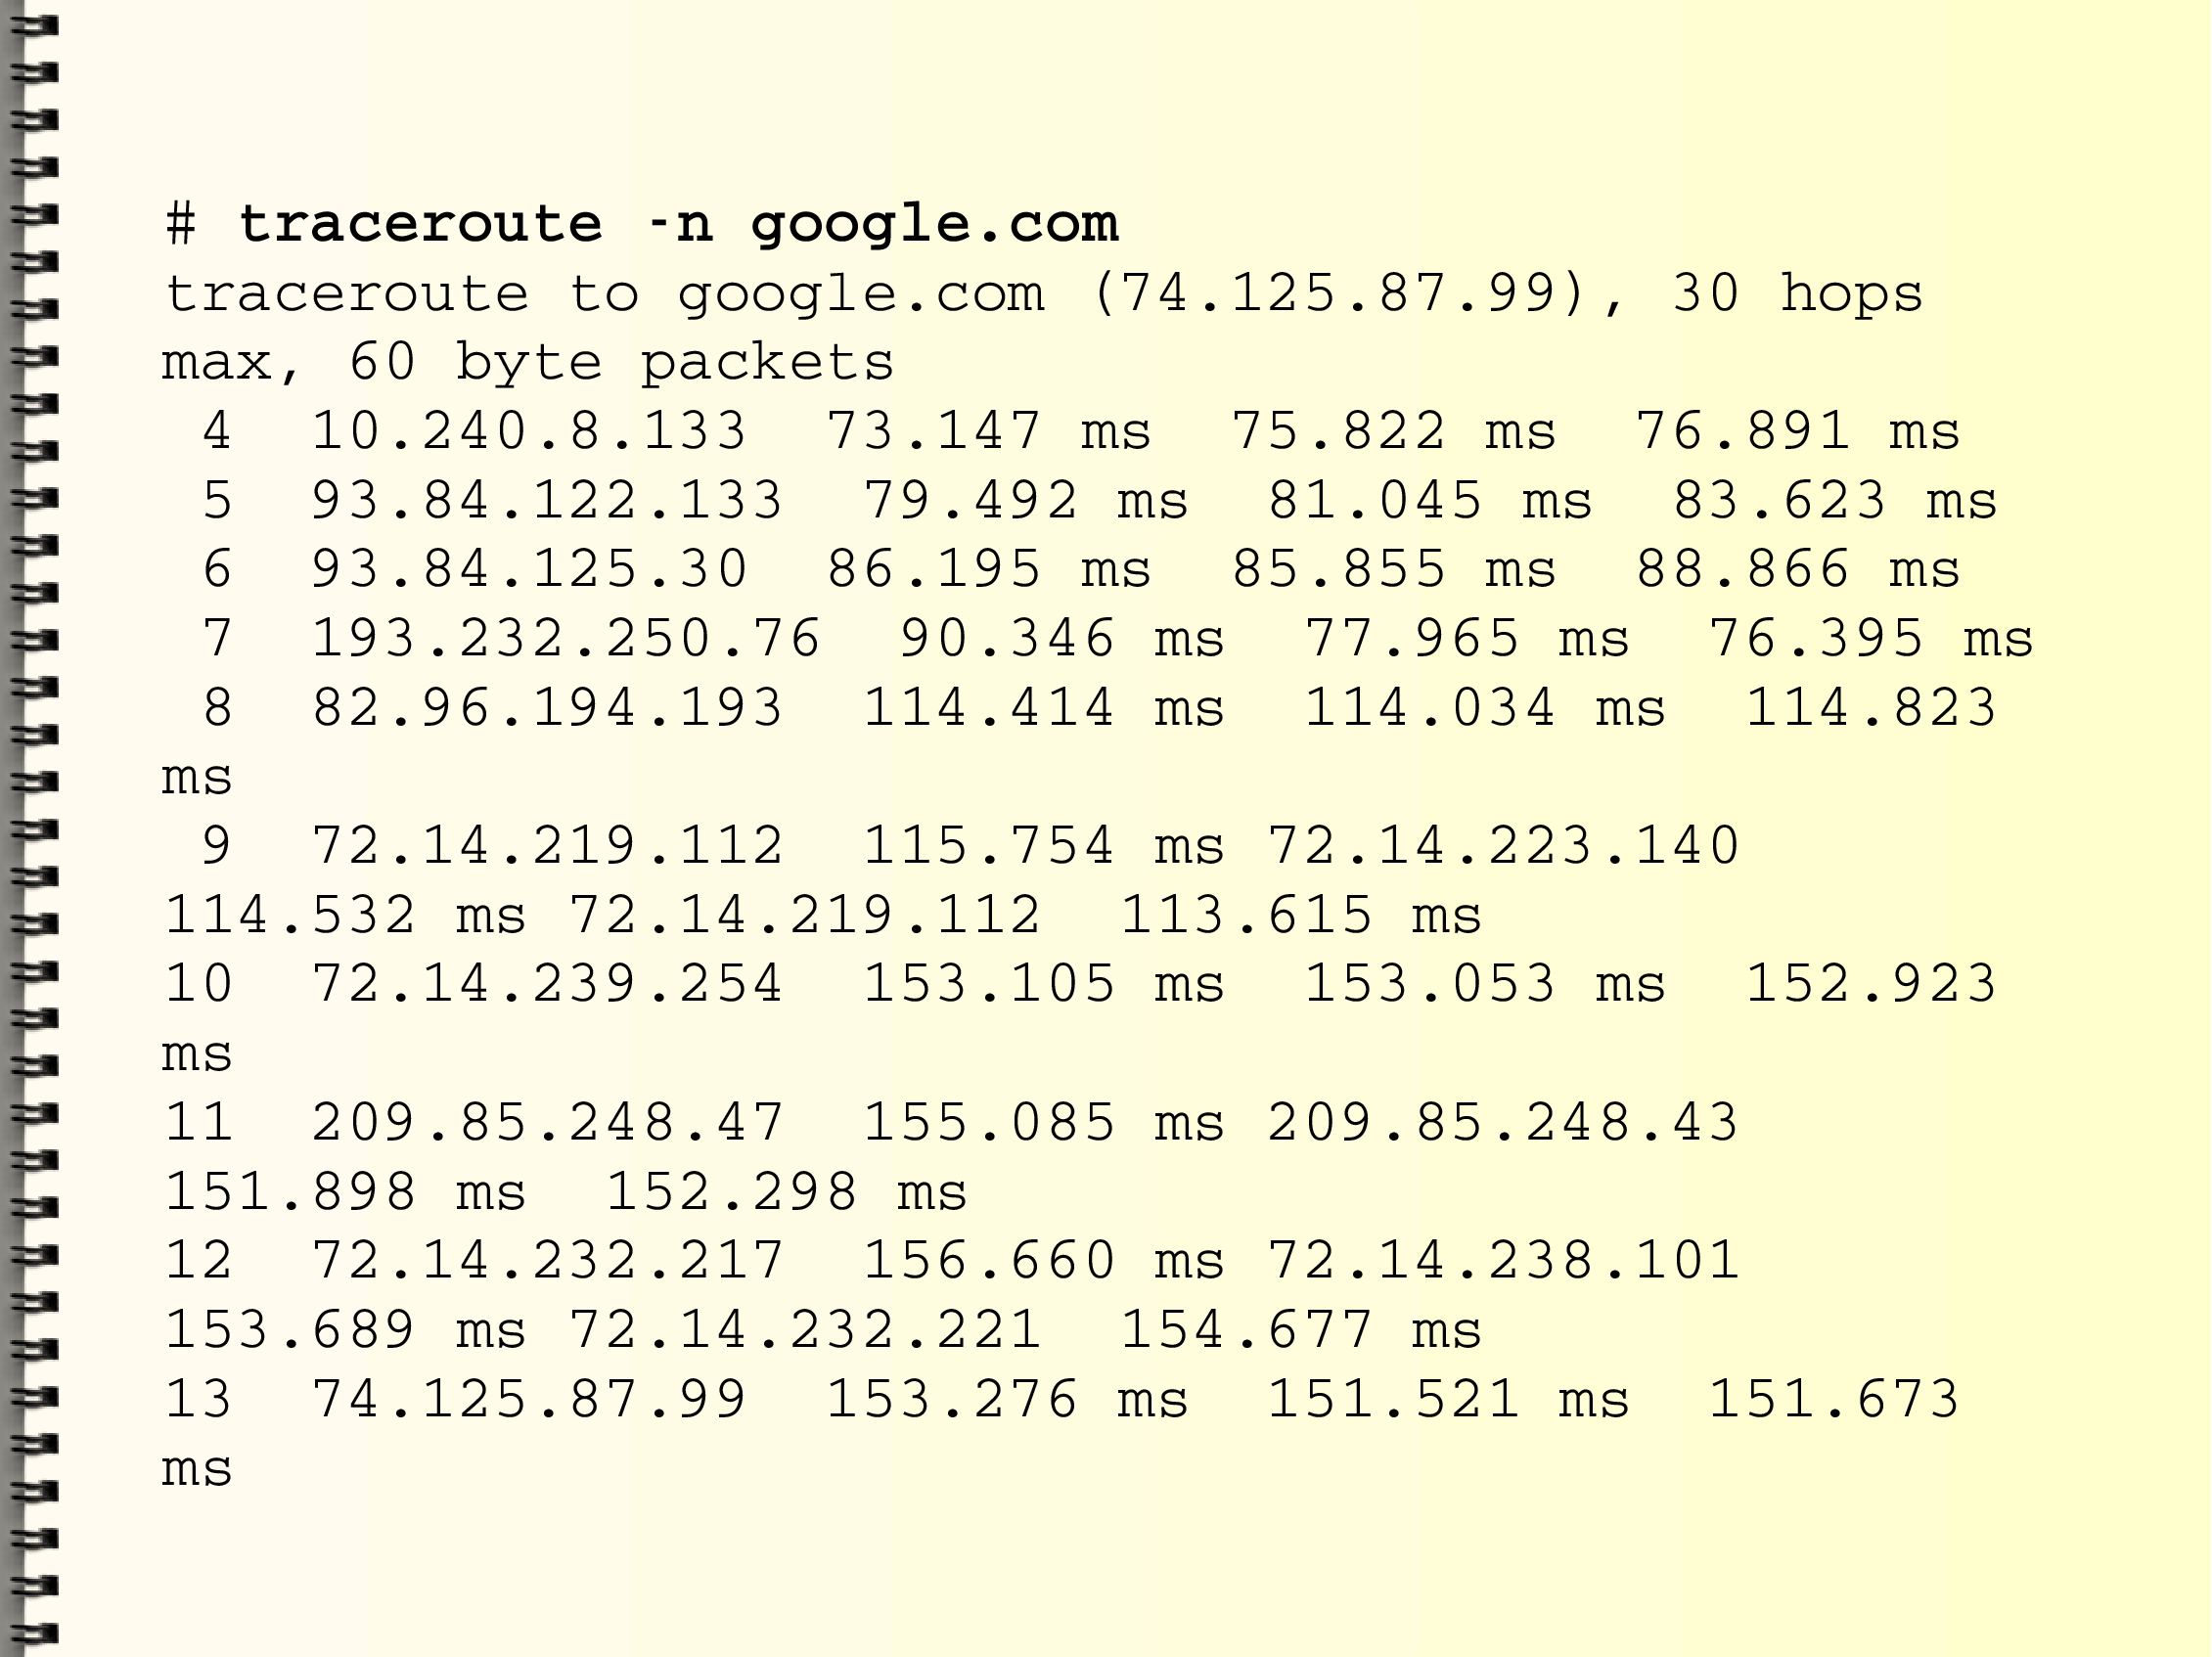 # traceroute -n google.com
traceroute to google.com (74.125.87.99), 30 hops
max, 60 byte packets
 4  10.240.8.133  73.147 ms  75.822 ms  76.891 ms
 5  93.84.122.133  79.492 ms  81.045 ms  83.623 ms
 6  93.84.125.30  86.195 ms  85.855 ms  88.866 ms
 7  193.232.250.76  90.346 ms  77.965 ms  76.395 ms
 8  82.96.194.193  114.414 ms  114.034 ms  114.823
ms
 9  72.14.219.112  115.754 ms 72.14.223.140
114.532 ms 72.14.219.112  113.615 ms
10  72.14.239.254  153.105 ms  153.053 ms  152.923
ms
11  209.85.248.47  155.085 ms 209.85.248.43
151.898 ms  152.298 ms
12  72.14.232.217  156.660 ms 72.14.238.101
153.689 ms 72.14.232.221  154.677 ms
13  74.125.87.99  153.276 ms  151.521 ms  151.673
ms